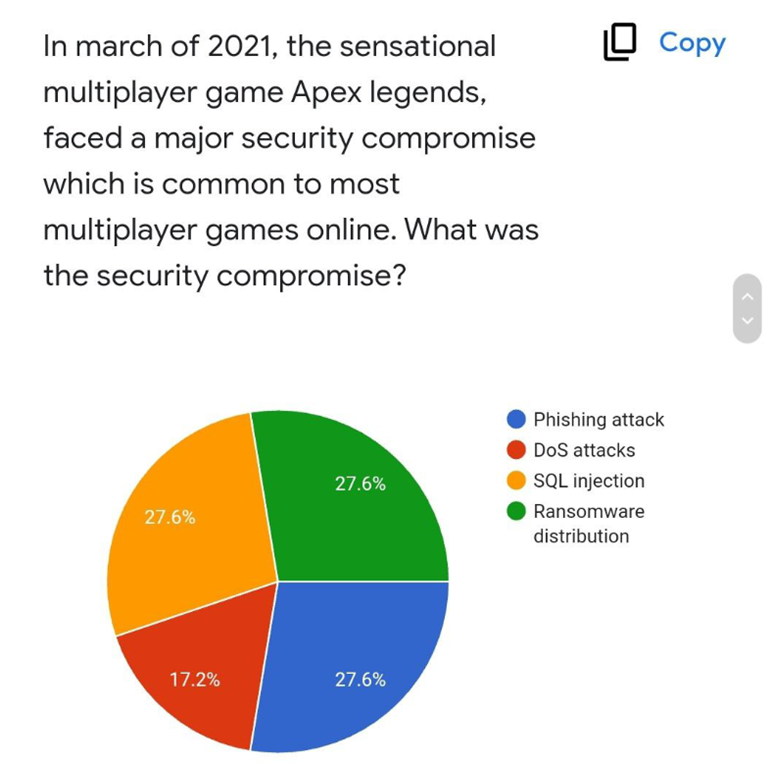 In march of 2021, the sensational
multiplayer game Apex legends,
faced a major security compromise
which is common to most
multiplayer games online. What was
the security compromise?
Copy
Phishing attack
DoS attacks
SQL injection
Ransomware
distribution
27.6%
27.6%
17.2%
27.6%